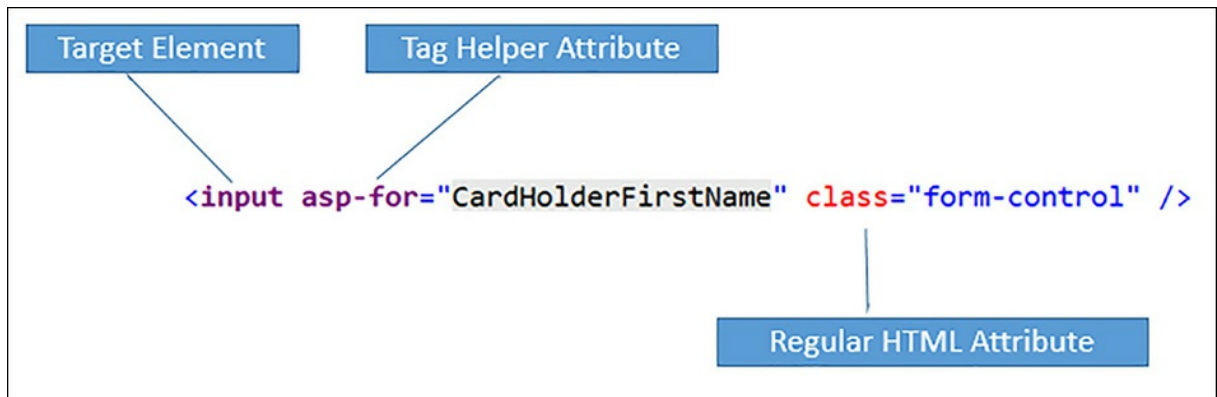 Target Element
Tag Helper Attribute
<input asp-for="CardHolderFirstName" class="form-control" />
Regular HTML Attribute